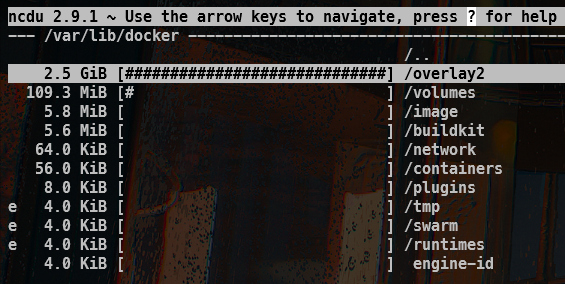 ncdu 2.9.1 ~ Use the arrow keys to navigate, press ? for help
--- /var/lib/docker ------------------------------------------
/..
2.5 GiB [#############################] /overlay2
109.3 MiB [#                            ] /volumes
5.8 MiB [                             ] /image
5.6 MiB [                             ] /buildkit
64.0 KiB [                             ] /network
56.0 KiB [                             ] /containers
8.0 KiB [                             ] /plugins
e 4.0 KiB [                             ] /tmp
e 4.0 KiB [                             ] /swarm
e 4.0 KiB [                             ] /runtimes
4.0 KiB [                             ] engine-id